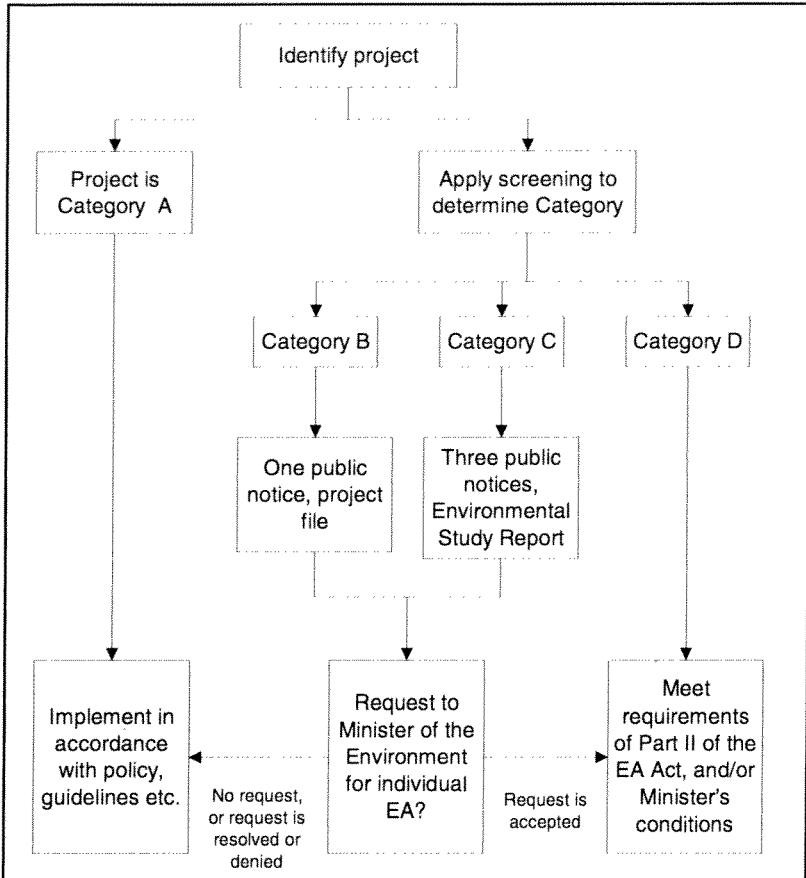 Identify project
Project is
Category A
Apply screening to
determine Category
Category B
Category C
Category D
One public
notice, project
file
Three public
notices,
Environmental
Study Report
Implement in
accordance
with policy,
guidelines etc.
Request to
Minister of the
Environment
for individual
EA?
Meet
requirements
of Part II of the
EA Act, and/or
Minister's
conditions
No request,
or request is
resolved or
denied
Request is
accepted